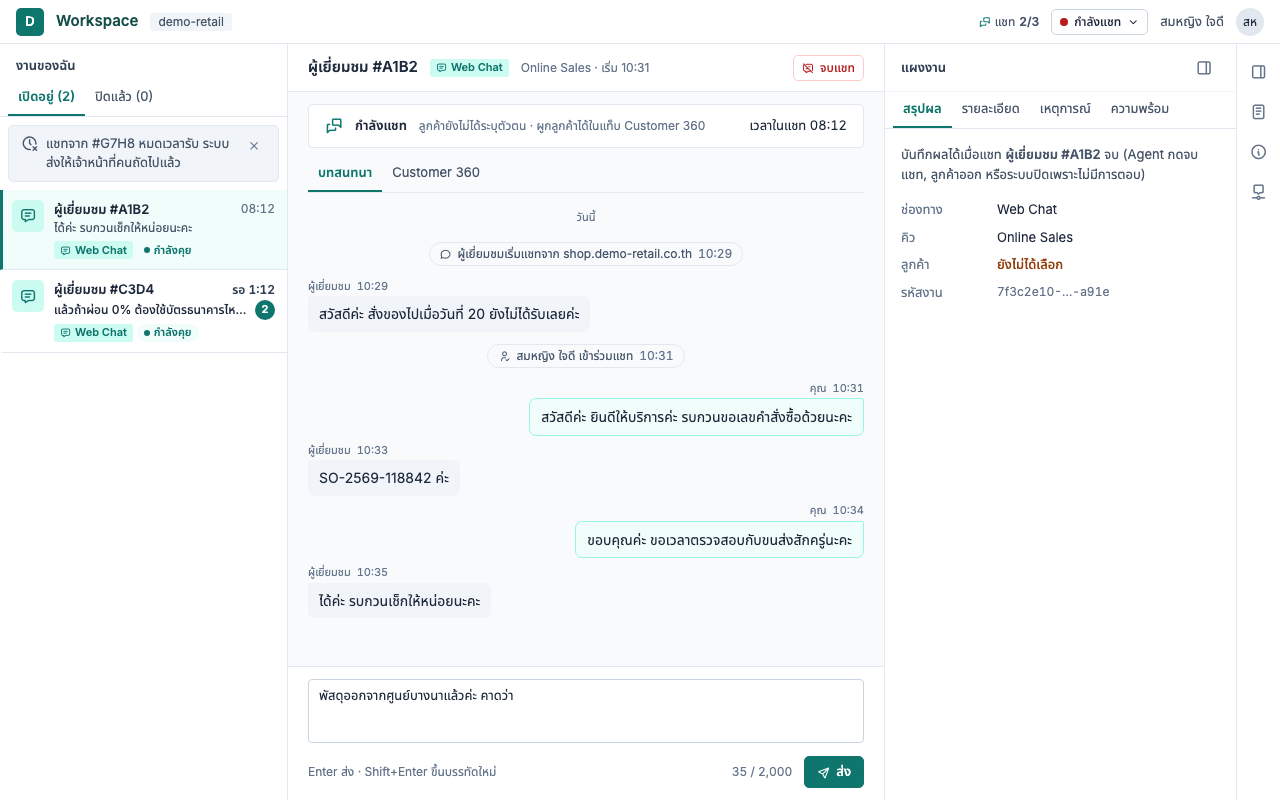 D Workspace demo-retail
แชท 2/3 กำลังแชท สมหญิง ใจดี สห
งานของฉัน
เปิดอยู่ (2) ปิดแล้ว (0)
แชทจาก #G7H8 หมดเวลารับ ระบบ
ส่งให้เจ้าหน้าที่คนถัดไปแล้ว
ผู้เยี่ยมชม #A1B2 08:12
ได้ค่ะ รบกวนเช็กให้หน่อยนะคะ
Web Chat กำลังคุย
ผู้เยี่ยมชม #C3D4 รอ 1:12
แล้วถ้าผ่อน 0% ต้องใช้บัตรธนาคารไห... 2
Web Chat กำลังคุย
ผู้เยี่ยมชม #A1B2 Web Chat Online Sales · เริ่ม 10:31 จบแชท
กำลังแชท ลูกค้ายังไม่ได้ระบุตัวตน · ผูกลูกค้าได้ในแท็บ Customer 360 เวลาในแชท 08:12
บทสนทนา Customer 360
วันนี้
ผู้เยี่ยมชมเริ่มแชทจาก shop.demo-retail.co.th 10:29
ผู้เยี่ยมชม 10:29
สวัสดีค่ะ สั่งของไปเมื่อวันที่ 20 ยังไม่ได้รับเลยค่ะ
สมหญิง ใจดี เข้าร่วมแชท 10:31
คุณ 10:31
สวัสดีค่ะ ยินดีให้บริการค่ะ รบกวนขอเลขคำสั่งซื้อด้วยนะคะ
ผู้เยี่ยมชม 10:33
SO-2569-118842 ค่ะ
คุณ 10:34
ขอบคุณค่ะ ขอเวลาตรวจสอบกับขนส่งสักครู่นะคะ
ผู้เยี่ยมชม 10:35
ได้ค่ะ รบกวนเช็กให้หน่อยนะคะ
พัสดุออกจากศูนย์บางนาแล้วค่ะ คาดว่า
Enter ส่ง · Shift+Enter ขึ้นบรรทัดใหม่ 35 / 2,000 ส่ง
แผงงาน
สรุปผล รายละเอียด เหตุการณ์ ความพร้อม
บันทึกผลได้เมื่อแชท ผู้เยี่ยมชม #A1B2 จบ (Agent กดจบ
แชท, ลูกค้าออก หรือระบบปิดเพราะไม่มีการตอบ)
ช่องทาง Web Chat
คิว Online Sales
ลูกค้า ยังไม่ได้เลือก
รหัสงาน 7f3c2e10-...-a91e